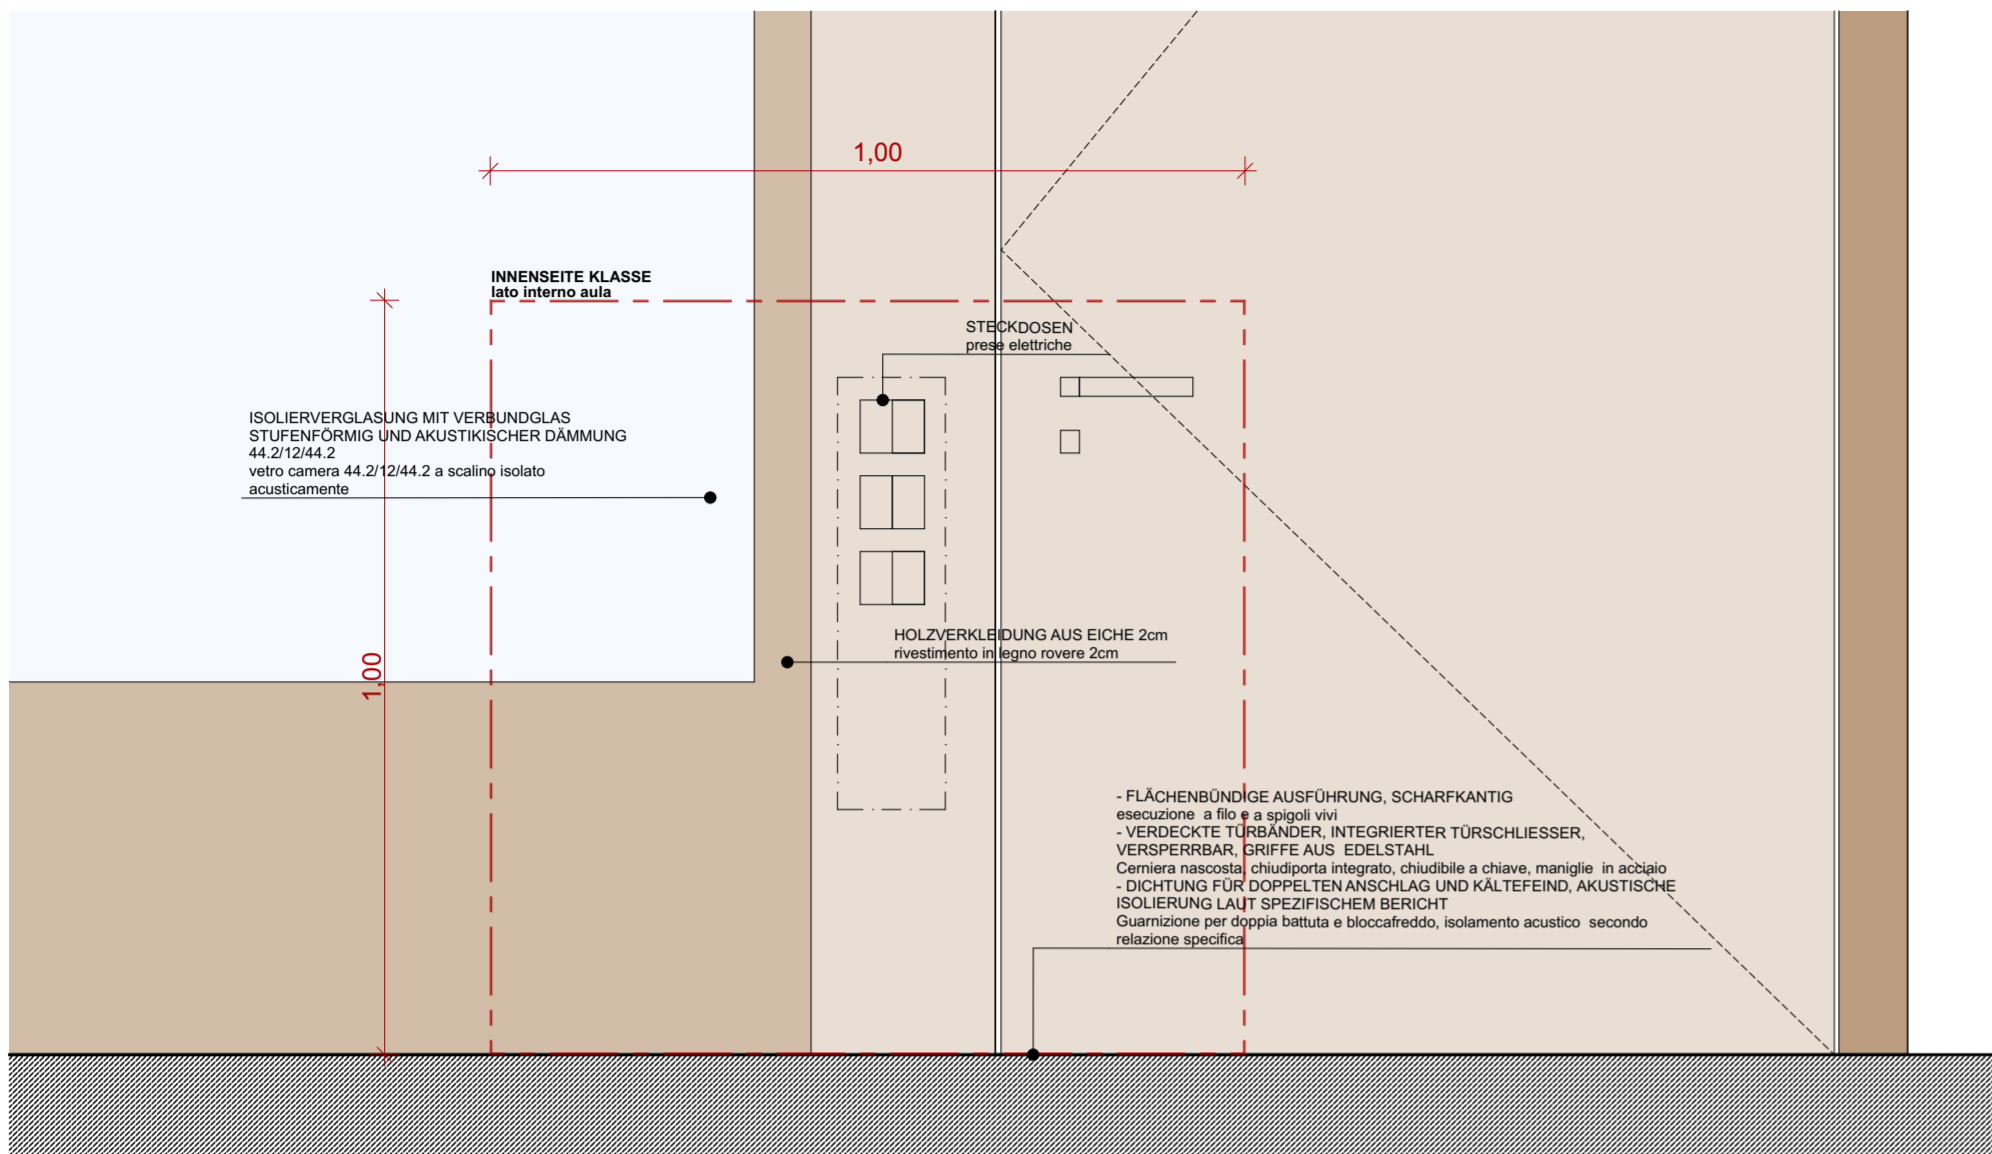 1,00
INNENSEITE KLASSE
lato interno aula
STECKDOSEN
prese elettriche
ISOLIERVERGLASUNG MIT VERBUNDGLAS
STUFENFÖRMIG UND AKUSTIKISCHER DÄMMUNG
44.2/12/44.2
vetro camera 44.2/12/44.2 a scalino isolato
acusticamente
HOLZVERKLEIDUNG AUS EICHE 2cm
rivestimento in legno rovere 2cm
1,00
- FLÄCHENBÜNDIGE AUSFÜHRUNG, SCHARFKANTIG
esecuzione a filo e a spigoli vivi
- VERDECKTE TÜRBÄNDER, INTEGRIERTER TÜRSCHLIESSER,
VERSPERRBAR, GRIFFE AUS EDELSTAHL
Cerniera nascosta, chiudiporta integrato, chiudibile a chiave, maniglie in acciaio
- DICHTUNG FÜR DOPPELTEN ANSCHLAG UND KÄLTEFEIND, AKUSTISCHE
ISOLIERUNG LAUT SPEZIFISCHEM BERICHT
Guarnizione per doppia battuta e bloccafreddo, isolamento acustico secondo
relazione specifica